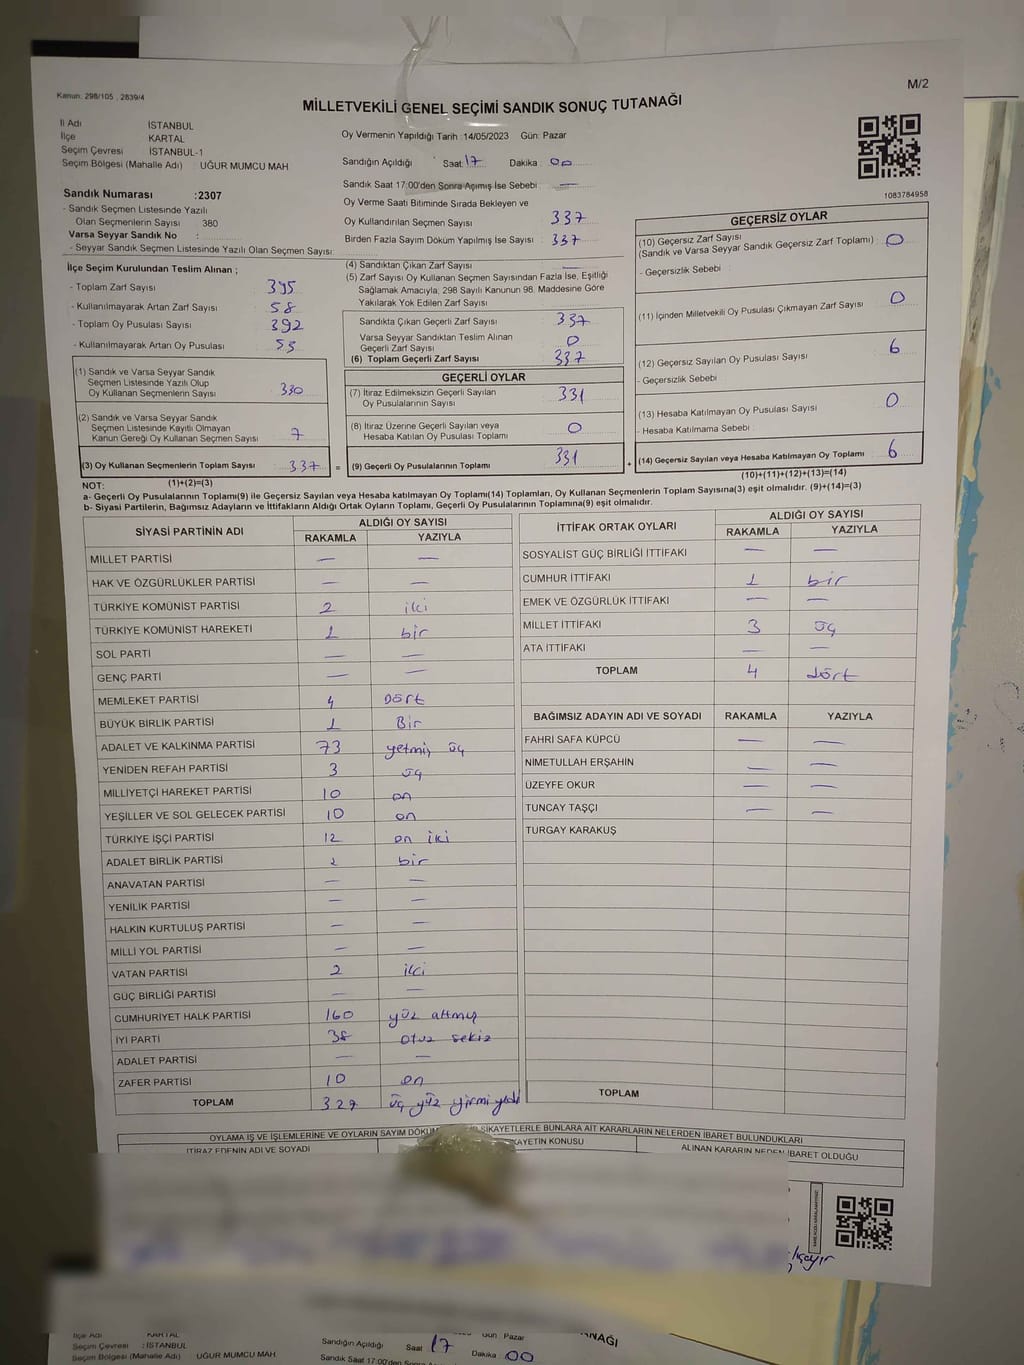 M/2
Kanun: 298/105 , 2839/4
MİLLETVEKİLİ GENEL SEÇİMİ SANDIK SONUÇ TUTANAĞI
İl Adı İSTANBUL
İlçe KARTAL
Seçim Çevresi İSTANBUL-1
Seçim Bölgesi (Mahalle Adı) : UĞUR MUMCU MAH
Oy Vermenin Yapıldığı Tarih :14/05/2023 Gün: Pazar
Sandığın Açıldığı Saat: 17 Dakika : 00
Sandık Saat 17:00'den Sonra Açımış İse Sebebi : —
1083784958
Sandık Numarası :2307
- Sandık Seçmen Listesinde Yazılı
Olan Seçmenlerin Sayısı : 380
Varsa Seyyar Sandık No :
- Seyyar Sandık Seçmen Listesinde Yazılı Olan Seçmen Sayısı:
Oy Verme Saati Bitiminde Sırada Bekleyen ve
Oy Kullandırılan Seçmen Sayısı : 337
Birden Fazla Sayım Döküm Yapılmış İse Sayısı : 337
İlçe Seçim Kurulundan Teslim Alınan ;
- Toplam Zarf Sayısı : 395
- Kullanılmayarak Artan Zarf Sayısı : 58
- Toplam Oy Pusulası Sayısı : 392
- Kullanılmayarak Artan Oy Pusulası : 55
(4) Sandıktan Çıkan Zarf Sayısı : —
(5) Zarf Sayısı Oy Kullanan Seçmen Sayısından Fazla İse, Eşitliği
Sağlamak Amacıyla, 298 Sayılı Kanunun 98. Maddesine Göre
Yakılarak Yok Edilen Zarf Sayısı
Sandıkta Çıkan Geçerli Zarf Sayısı : 337
Varsa Seyyar Sandıktan Teslim Alınan
Geçerli Zarf Sayısı : 0
(6) Toplam Geçerli Zarf Sayısı : 337
GEÇERSİZ OYLAR
(10) Geçersiz Zarf Sayısı
(Sandık ve Varsa Seyyar Sandık Geçersiz Zarf Toplamı) : 0
- Geçersizlik Sebebi :
(11) İçinden Milletvekili Oy Pusulası Çıkmayan Zarf Sayısı : 0
(12) Geçersiz Sayılan Oy Pusulası Sayısı : 6
- Geçersizlik Sebebi
(13) Hesaba Katılmayan Oy Pusulası Sayısı : 0
- Hesaba Katılmama Sebebi :
(14) Geçersiz Sayılan veya Hesaba Katılmayan Oy Toplamı : 6
(10)+(11)+(12)+(13)=(14)
(1) Sandık ve Varsa Seyyar Sandık
Seçmen Listesinde Yazılı Olup
Oy Kullanan Seçmenlerin Sayısı : 330
(2) Sandık ve Varsa Seyyar Sandık
Seçmen Listesinde Kayıtlı Olmayan
Kanun Gereği Oy Kullanan Seçmen Sayısı : 7
(3) Oy Kullanan Seçmenlerin Toplam Sayısı : 337 =
(1)+(2)=(3)
GEÇERLİ OYLAR
(7) İtiraz Edilmeksizin Geçerli Sayılan
Oy Pusulalarının Sayısı : 331
(8) İtiraz Üzerine Geçerli Sayılan veya
Hesaba Katılan Oy Pusulası Toplamı : 0
(9) Geçerli Oy Pusulalarının Toplamı : 331 +
NOT:
a- Geçerli Oy Pusulalarının Toplamı(9) ile Geçersiz Sayılan veya Hesaba katılmayan Oy Toplamı(14) Toplamları, Oy Kullanan Seçmenlerin Toplam Sayısına(3) eşit olmalıdır. (9)+(14)=(3)
b- Siyasi Partilerin, Bağımsız Adayların ve İttifakların Aldığı Ortak Oyların Toplamı, Geçerli Oy Pusulalarının Toplamına(9) eşit olmalıdır.
SİYASİ PARTİNİN ADI ALDIĞI OY SAYISI
RAKAMLA YAZIYLA
MİLLET PARTİSİ — —
HAK VE ÖZGÜRLÜKLER PARTİSİ — —
TÜRKİYE KOMÜNİST PARTİSİ 2 iki
TÜRKİYE KOMÜNİST HAREKETİ 1 bir
SOL PARTİ — —
GENÇ PARTİ — —
MEMLEKET PARTİSİ 4 Dört
BÜYÜK BİRLİK PARTİSİ 1 Bir
ADALET VE KALKINMA PARTİSİ 73 yetmiş üç
YENİDEN REFAH PARTİSİ 3 üç
MİLLİYETÇİ HAREKET PARTİSİ 10 on
YEŞİLLER VE SOL GELECEK PARTİSİ 10 on
TÜRKİYE İŞÇİ PARTİSİ 12 on iki
ADALET BİRLİK PARTİSİ 1 bir
ANAVATAN PARTİSİ — —
YENİLİK PARTİSİ — —
HALKIN KURTULUŞ PARTİSİ — —
MİLLİ YOL PARTİSİ — —
VATAN PARTİSİ 2 iki
GÜÇ BİRLİĞİ PARTİSİ — —
CUMHURİYET HALK PARTİSİ 160 yüz altmış
İYİ PARTİ 38 otuz sekiz
ADALET PARTİSİ — —
ZAFER PARTİSİ 10 on
TOPLAM 327 üç yüz yirmi yedi
İTTİFAK ORTAK OYLARI ALDIĞI OY SAYISI
RAKAMLA YAZIYLA
SOSYALİST GÜÇ BİRLİĞİ İTTİFAKI — —
CUMHUR İTTİFAKI 1 bir
EMEK VE ÖZGÜRLÜK İTTİFAKI — —
MİLLET İTTİFAKI 3 üç
ATA İTTİFAKI — —
TOPLAM 4 dört
BAĞIMSIZ ADAYIN ADI VE SOYADI RAKAMLA YAZIYLA
FAHRİ SAFA KÜPCÜ — —
NİMETULLAH ERŞAHİN — —
ÜZEYFE OKUR — —
TUNCAY TAŞÇI — —
TURGAY KARAKUŞ
TOPLAM
OYLAMA İŞ VE İŞLEMLERİNE VE OYLARIN SAYIM DÖKÜM ŞİKAYETLERLE BUNLARA AİT KARARLARIN NELERDEN İBARET BULUNDUKLARI
İTİRAZ EDENİN ADI VE SOYADI ALINAN KARARIN NEDEN İBARET OLDUĞU
İlçe Adı KARTAL
Seçim Çevresi : İSTANBUL
Seçim Bölgesi (Mahalle Adı) : UĞUR MUMCU MAH.
Gün: Pazar
Sandığın Açıldığı Saat : 17 Dakika : 00